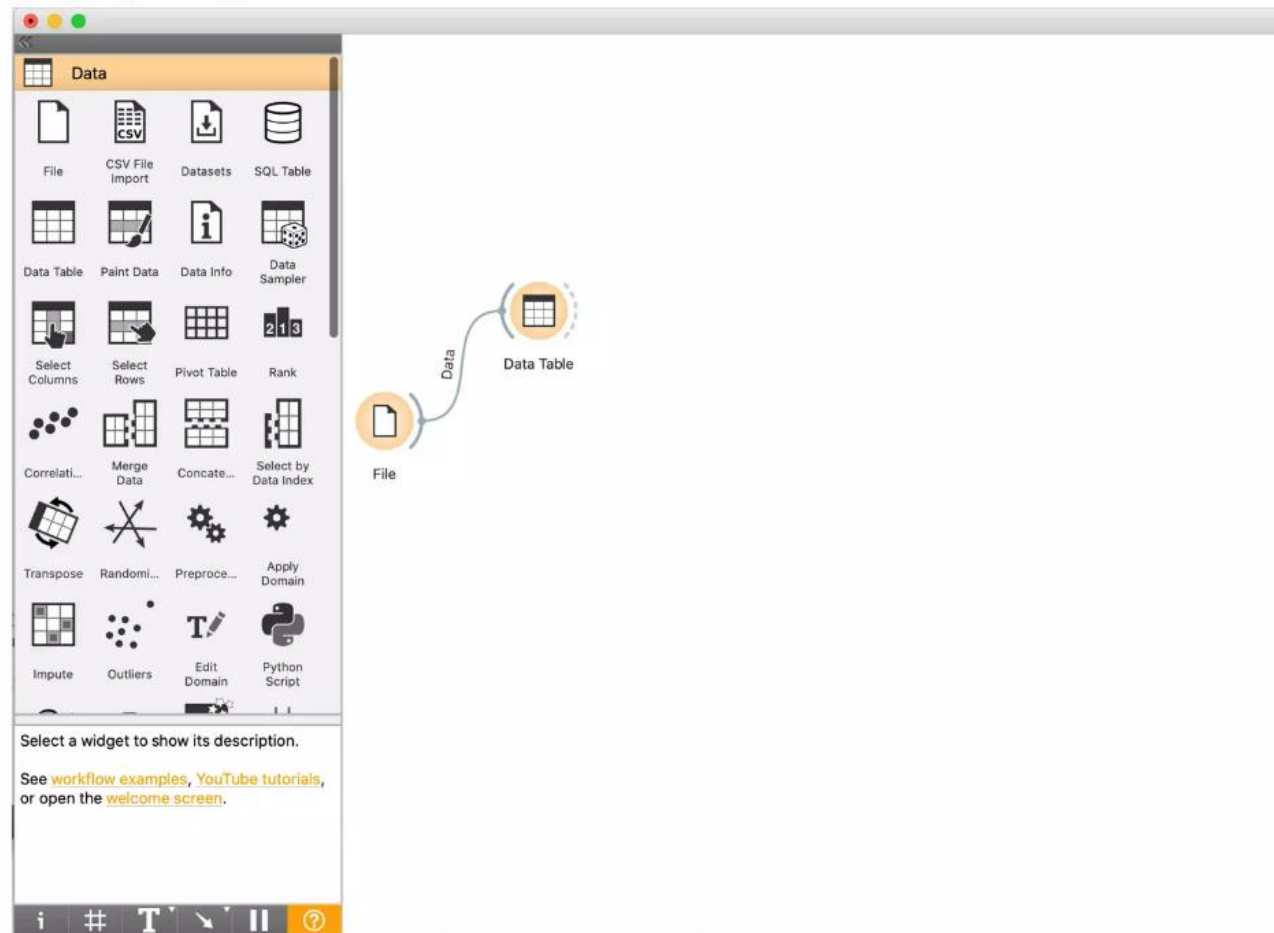 Data
File
CSV File
Import
Datasets
SQL Table
Data Table
Paint Data
Data Info
Data
Sampler
Select
Columns
Select
Rows
Pivot Table
Rank
Correlati...
Merge
Data
Concate...
Select by
Data Index
Transpose
Randomi...
Preproce...
Apply
Domain
Impute
Outliers
Edit
Domain
Python
Script
Select a widget to show its description.
See workflow examples, YouTube tutorials,
or open the welcome screen.
Data
Data Table
File